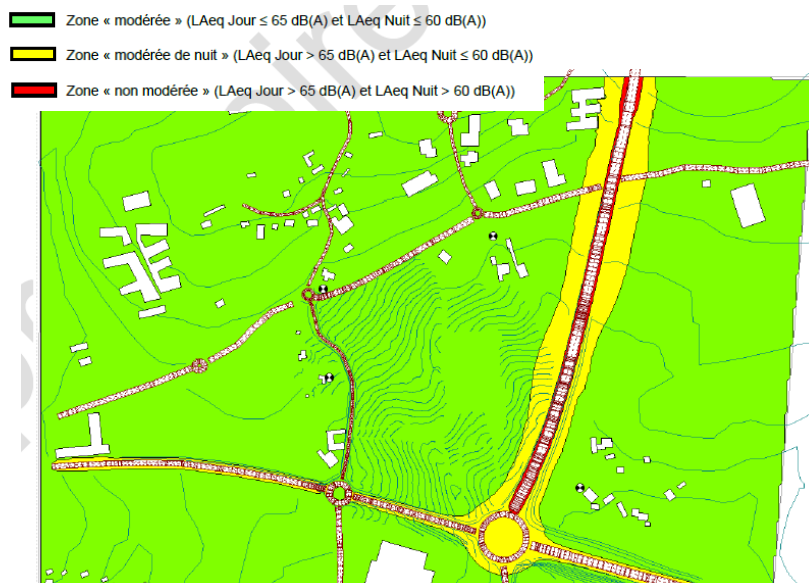 Zone « modérée » (LAeq Jour ≤ 65 dB(A) et LAeq Nuit ≤ 60 dB(A))
Zone « modérée de nuit » (LAeq Jour > 65 dB(A) et LAeq Nuit ≤ 60 dB(A))
Zone « non modérée » (LAeq Jour > 65 dB(A) et LAeq Nuit > 60 dB(A))